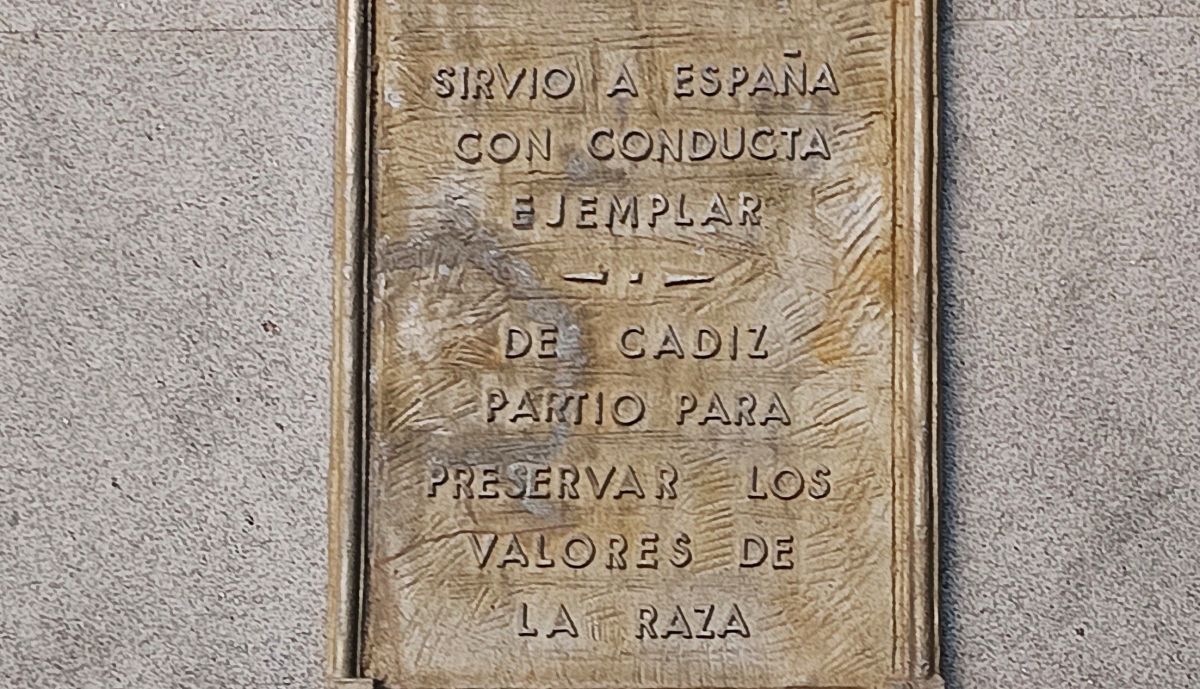 SIRVIO A ESPAÑA
CON CONDUCTA
EJEMPLAR
— · —
DE CADIZ
PARTIO PARA
PRESERVAR LOS
VALORES DE
LA RAZA